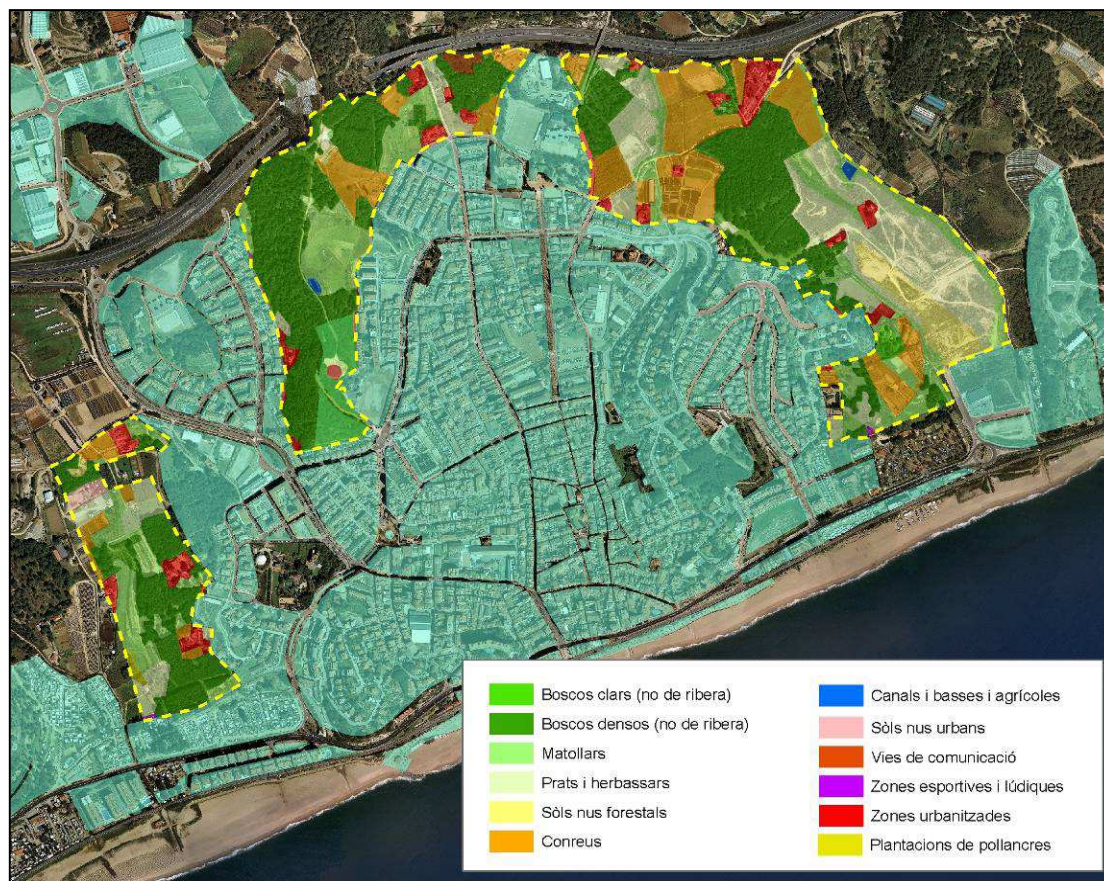 Boscos clars (no de ribera)
Boscos densos (no de ribera)
Matollars
Prats i herbassars
Sòls nus forestals
Conreus
Canals i basses i agrícoles
Sòls nus urbans
Vies de comunicació
Zones esportives i lúdiques
Zones urbanitzades
Plantacions de pollancres